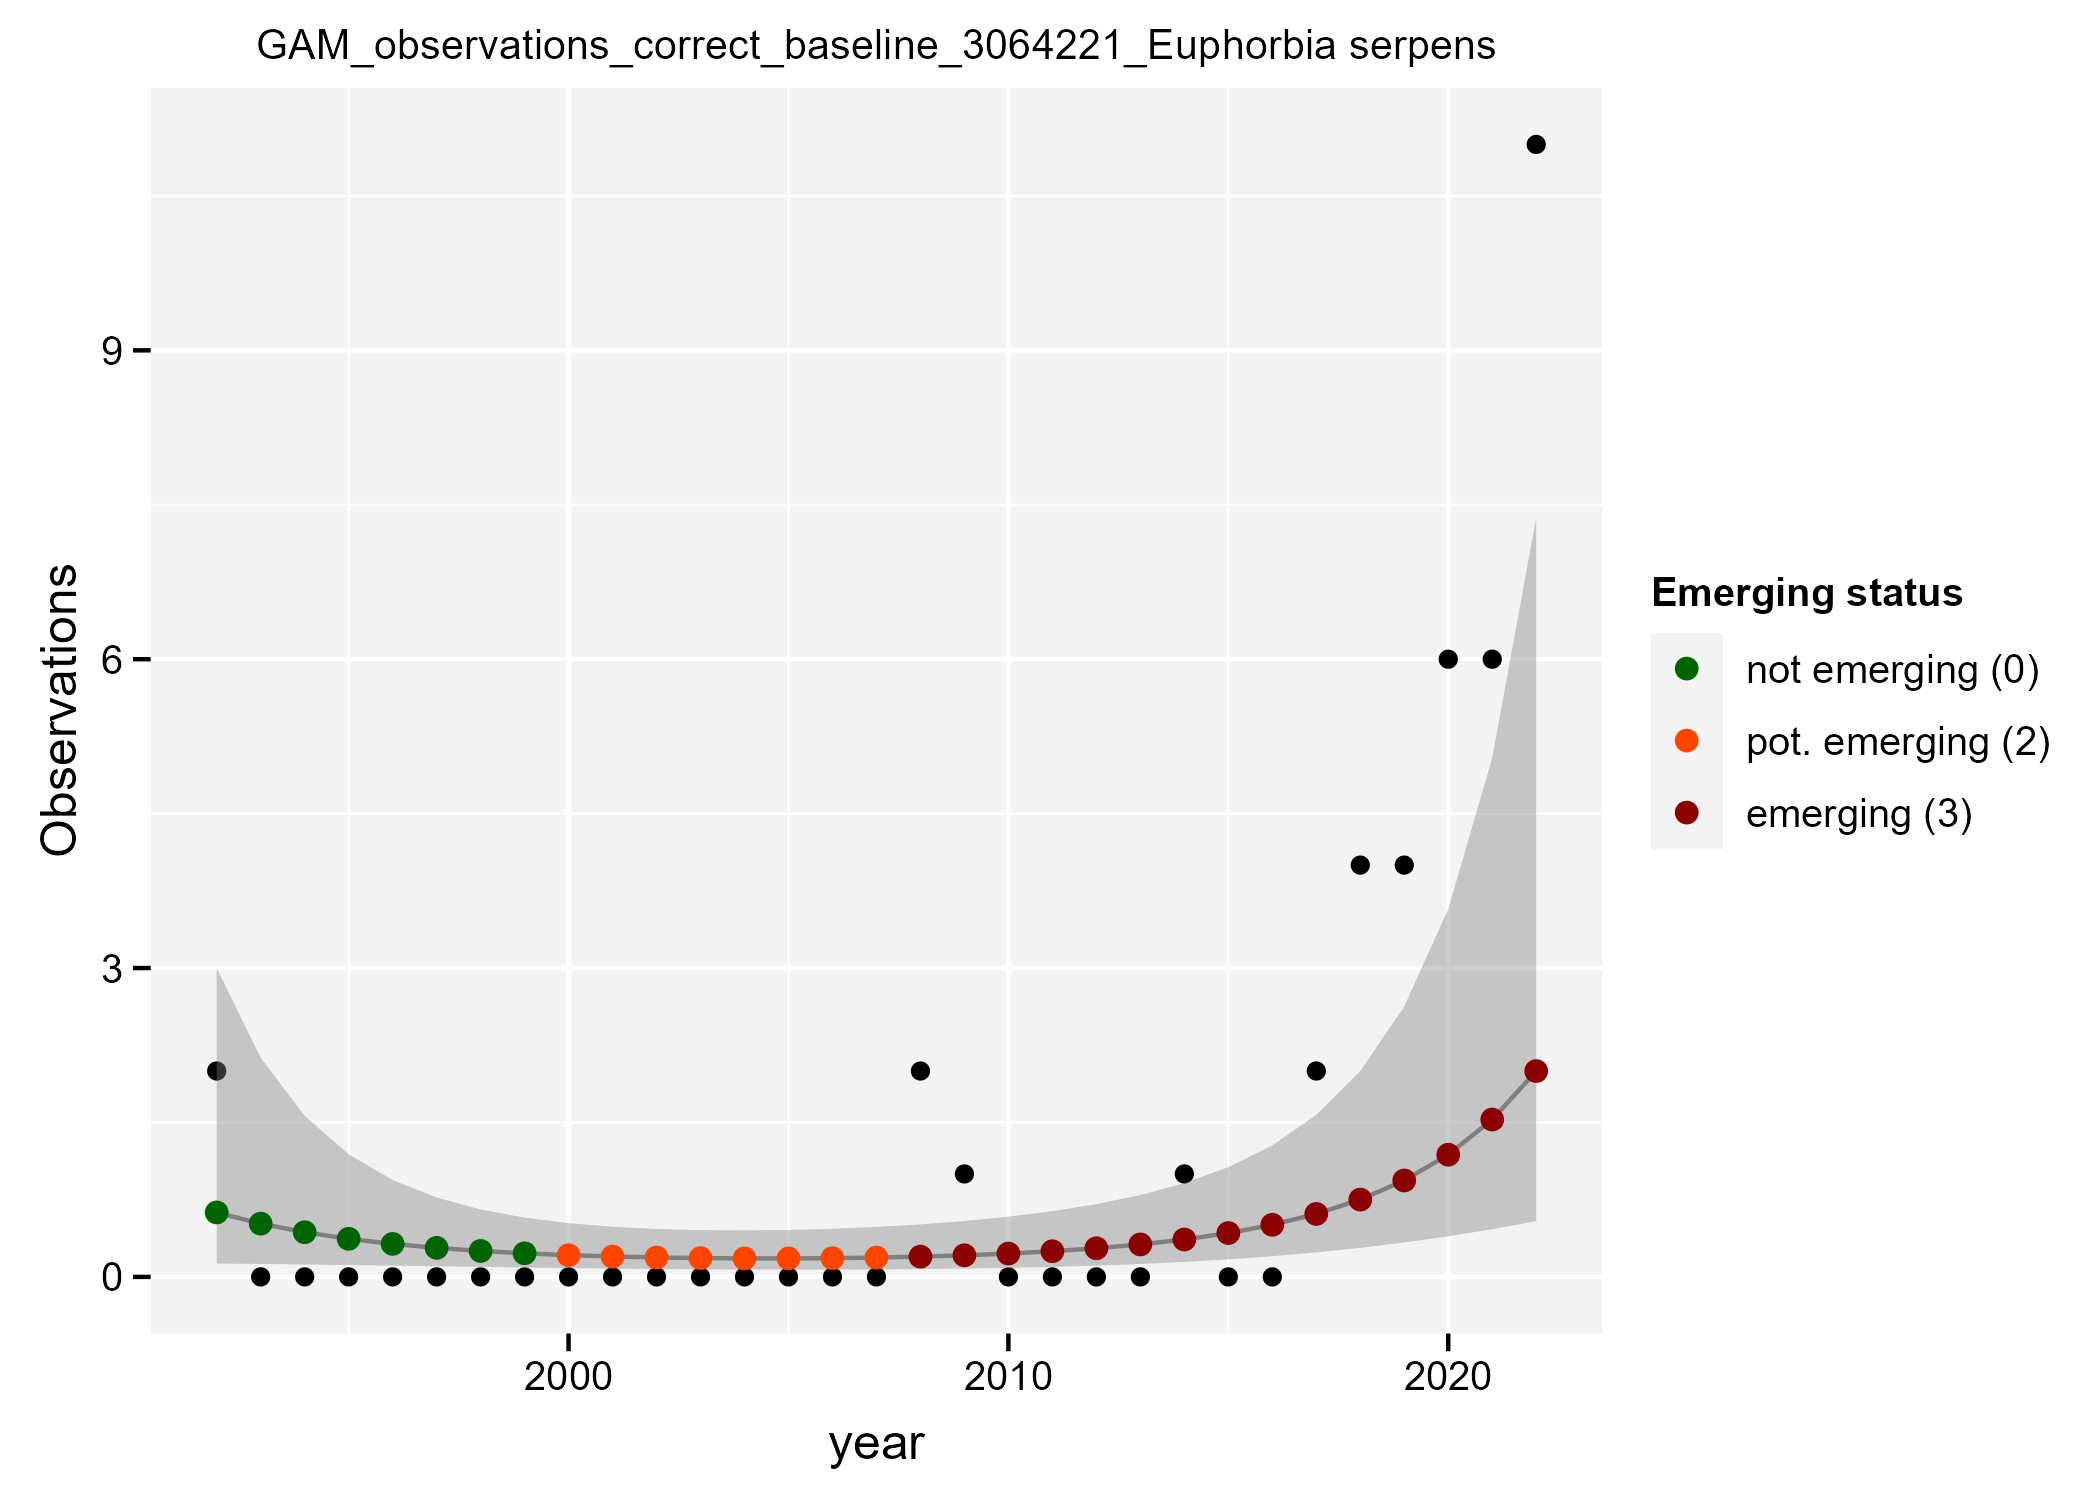 GAM_observations_correct_baseline_3064221_Euphorbia serpens
Observations
9
6
3
0
2000
2010
2020
year
Emerging status
not emerging (0)
pot. emerging (2)
emerging (3)